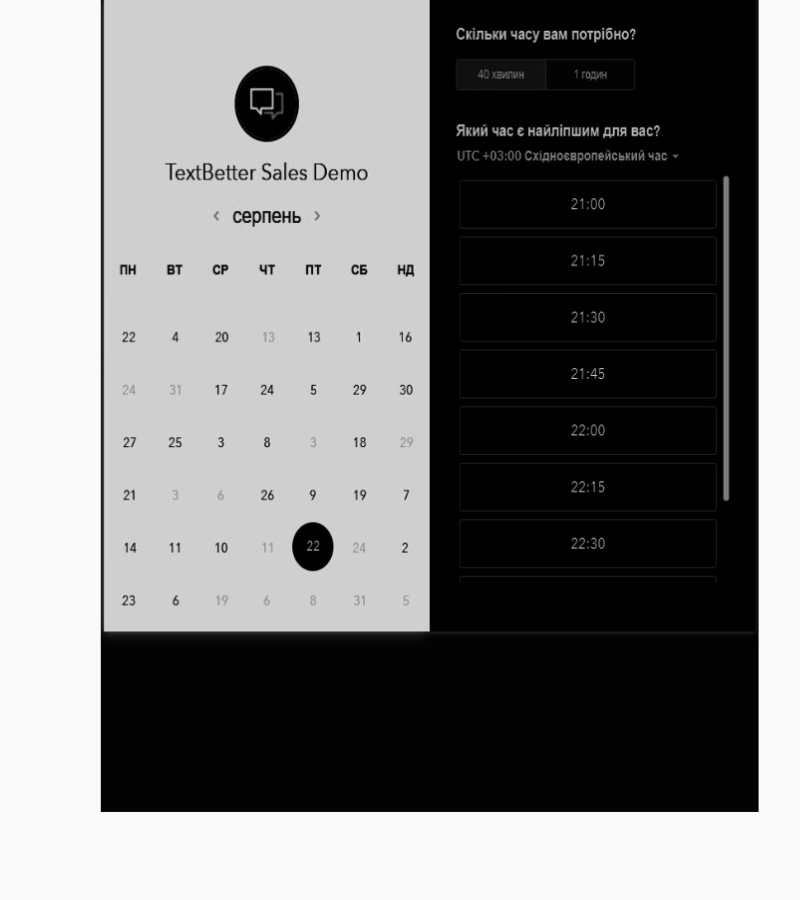 TextBetter Sales Demo
серпень
ПН ВТ СР ЧТ ПТ СБ НД
22 4 20 13 13 1 16
24 31 17 24 5 29 30
27 25 3 8 3 18 29
21 3 6 26 9 19 7
14 11 10 11 22 24 2
23 6 19 6 8 31 5
Скільки часу вам потрібно?
40 хвилин 1 годин
Який час є найліпшим для вас?
UTC +03:00 Східноєвропейський час
21:00
21:15
21:30
21:45
22:00
22:15
22:30